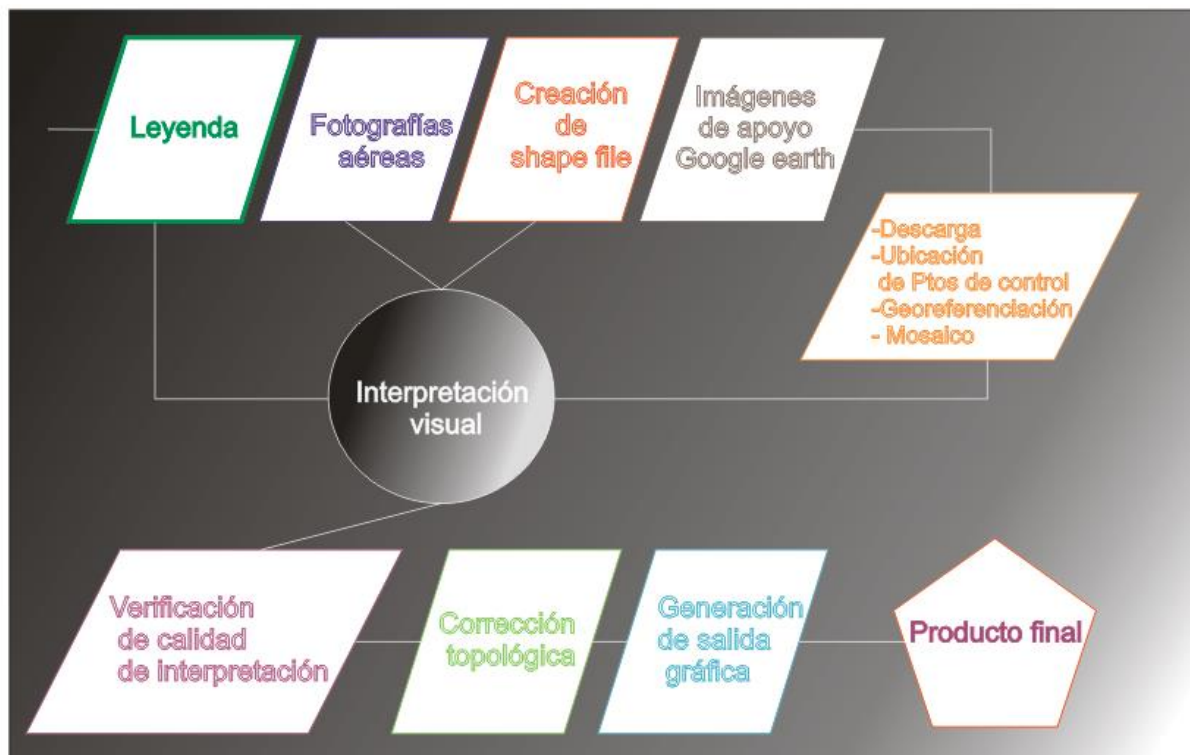 Leyenda
Fotografías
aéreas
Creación
de
shape file
Imágenes
de apoyo
Google earth
-Descarga
-Ubicación
de Ptos de control
-Georeferenciación
- Mosaico
Interpretación
visual
Verificación
de calidad
de interpretación
Corrección
topológica
Generación
de salida
gráfica
Producto final